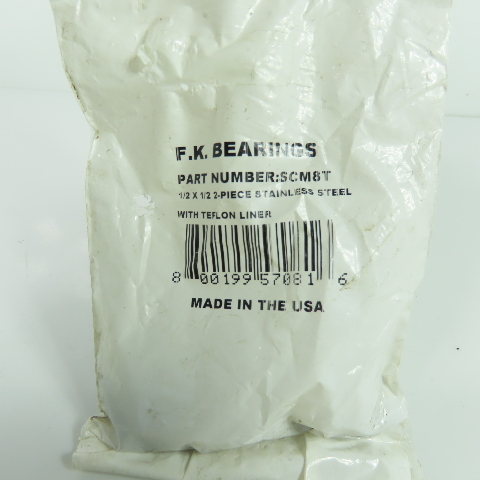 F.K. BEARINGS
PART NUMBER:SCM8T
1/2 X 1/2 2-PIECE STAINLESS STEEL
WITH TEFLON LINER
8 00199 57081 6
MADE IN THE USA